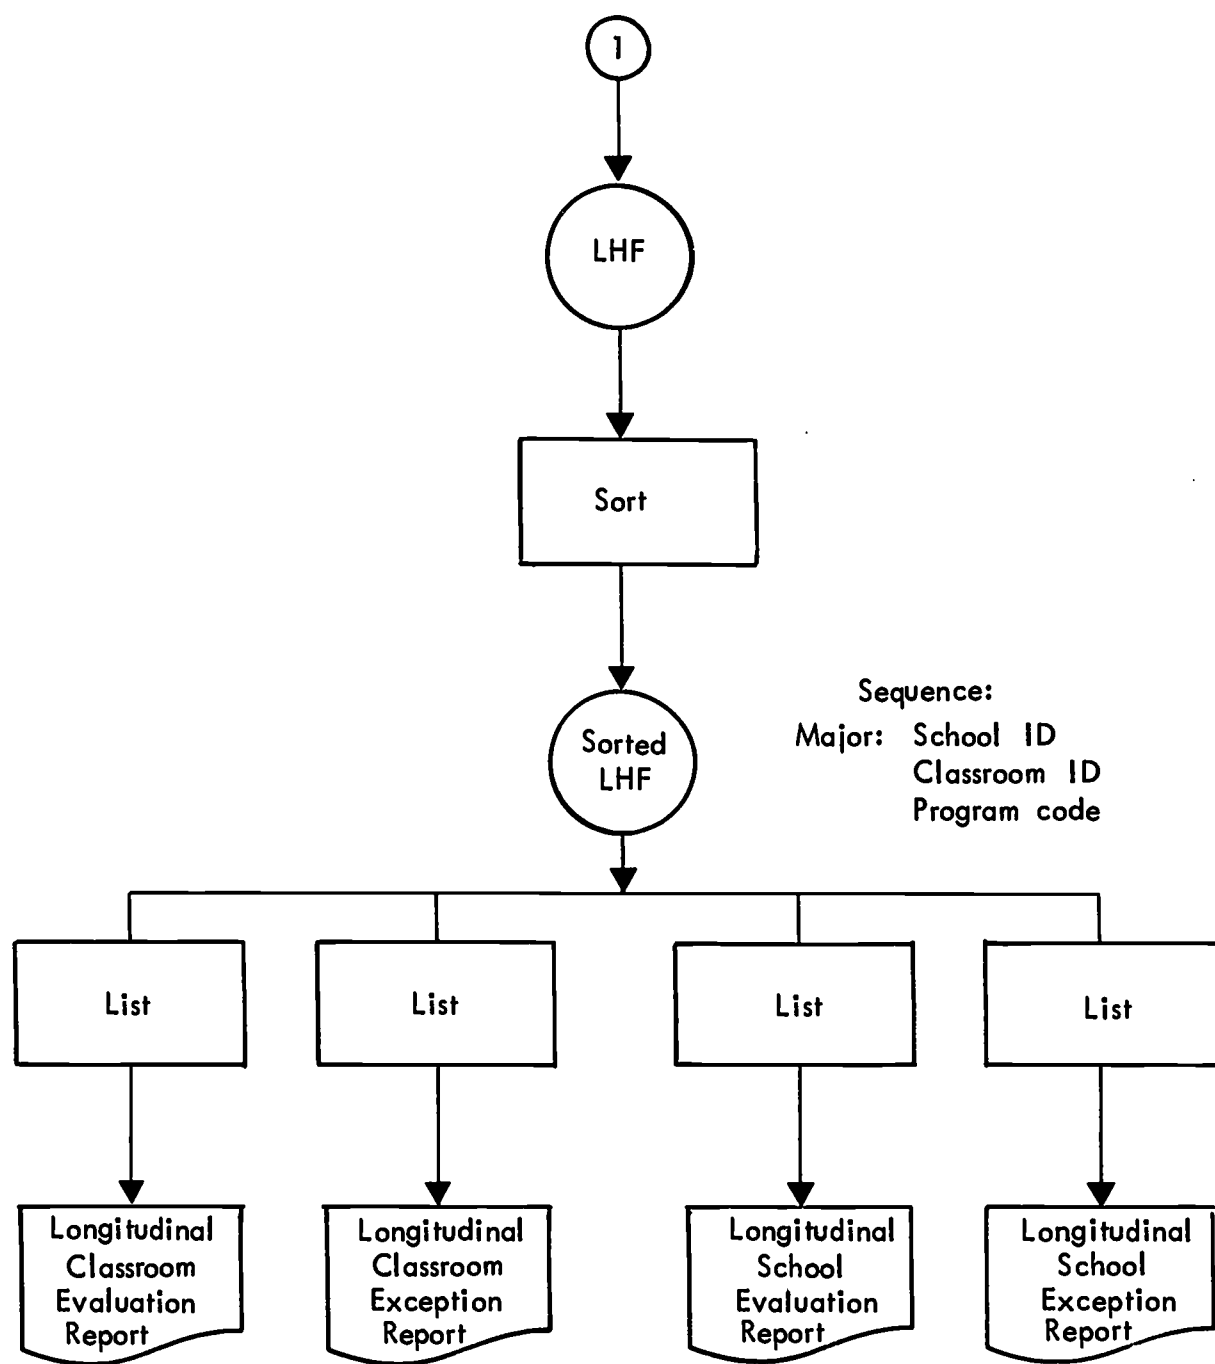 1
LHF
Sort
Sorted
LHF
Sequence:
Major: School ID
Classroom ID
Program code
List
List
List
List
Longitudinal
Classroom
Evaluation
Report
Longitudinal
Classroom
Exception
Report
Longitudinal
School
Evaluation
Report
Longitudinal
School
Exception
Report